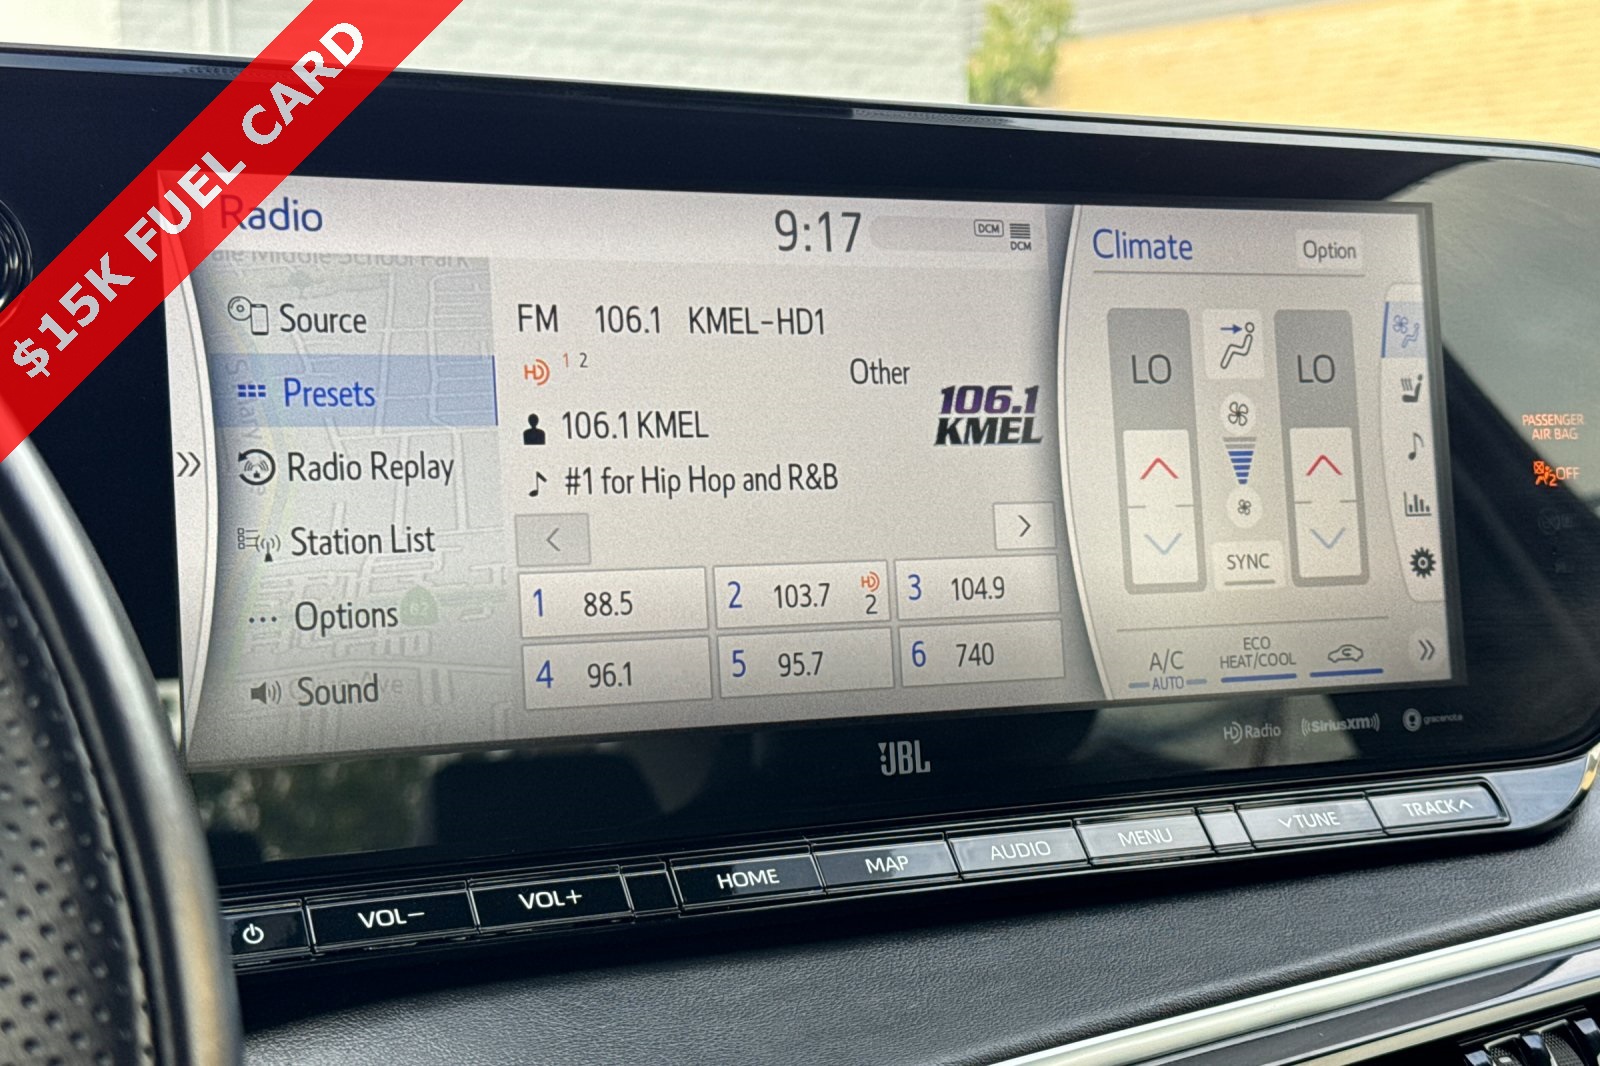 $15K FUEL CARD
Radio
9:17
DCM
DCM
Climate
Option
Source
Presets
Radio Replay
Station List
Options
Sound
FM 106.1 KMEL-HD1
HD 1 2
Other
106.1 KMEL
106.1
KMEL
#1 for Hip Hop and R&B
1 88.5
2 103.7 HD 2
3 104.9
4 96.1
5 95.7
6 740
LO
LO
SYNC
A/C
AUTO
ECO
HEAT/COOL
PASSENGER
AIR BAG
2 OFF
JBL
HD Radio
SiriusXM
gracenote
VOL−
VOL+
HOME
MAP
AUDIO
MENU
TUNE
TRACK